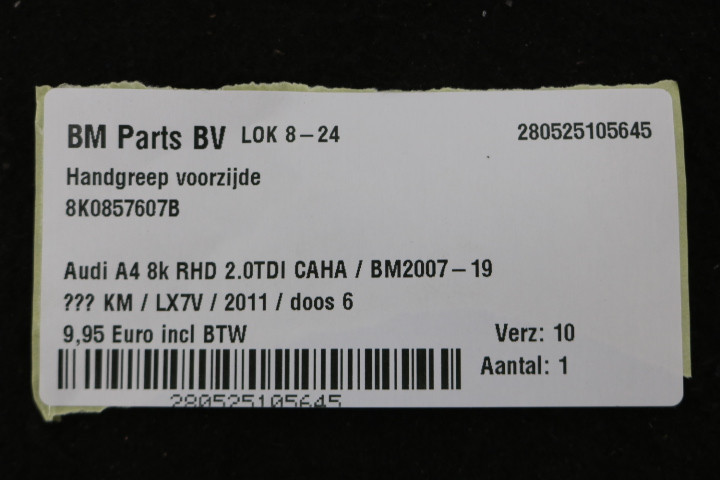 BM Parts BV LOK 8-24 280525105645
Handgreep voorzijde
8K0857607B
Audi A4 8k RHD 2.0TDI CAHA / BM2007-19
??? KM / LX7V / 2011 / doos 6
9,95 Euro incl BTW Verz: 10
Aantal: 1
280525105645